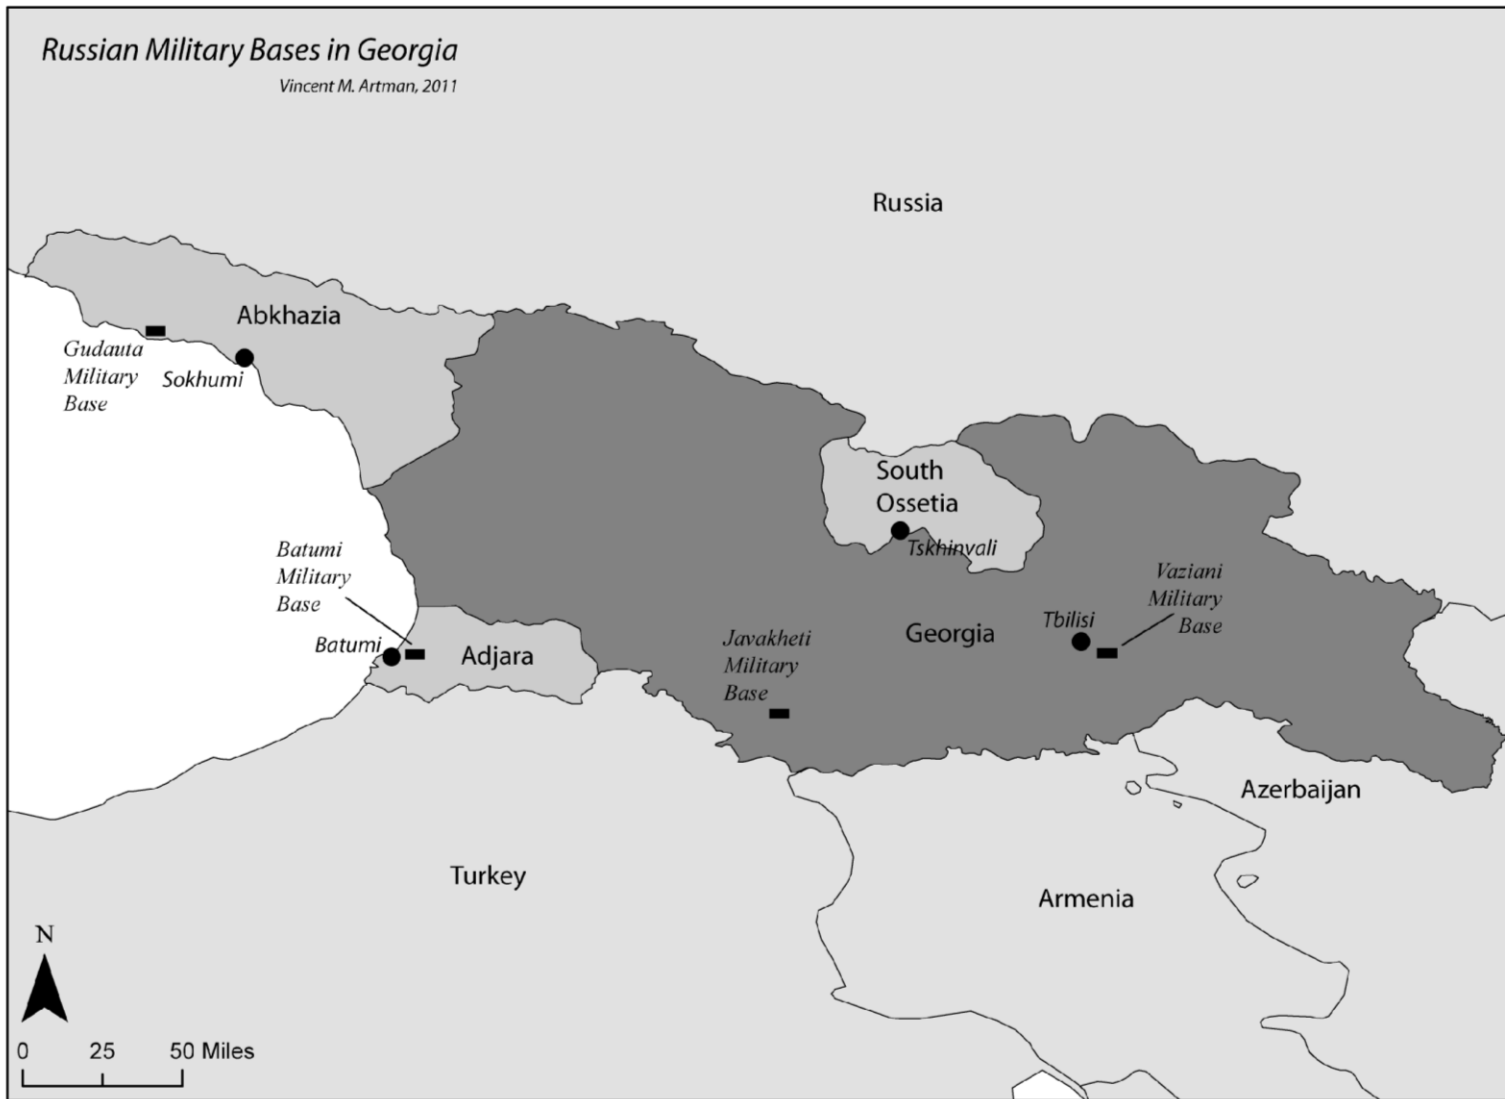 Russian Military Bases in Georgia
Vincent M. Artman, 2011
Russia
Abkhazia
Gudauta
Military
Base
Sokhumi
South
Ossetia
Tskhinvali
Batumi
Military
Base
Batumi
Adjara
Javakheti
Military
Base
Georgia
Tbilisi
Vaziani
Military
Base
Azerbaijan
Turkey
Armenia
N
0 25 50 Miles